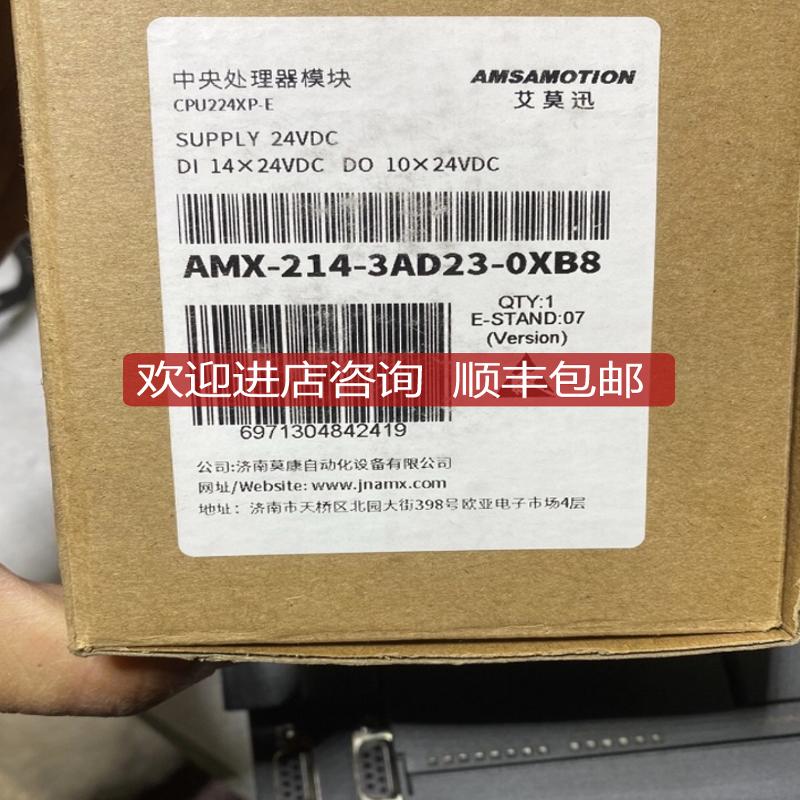 中央处理器模块
CPU224XP-E
AMSAMOTION
艾莫迅
SUPPLY 24VDC
DI 14×24VDC DO 10×24VDC
AMX-214-3AD23-0XB8
QTY:1
E-STAND:07
(Version)
欢迎进店咨询 顺丰包邮
6971304842419
公司:济南莫康自动化设备有限公司
网址/Website: www.jnamx.com
地址：济南市天桥区北园大街398号欧亚电子市场4层